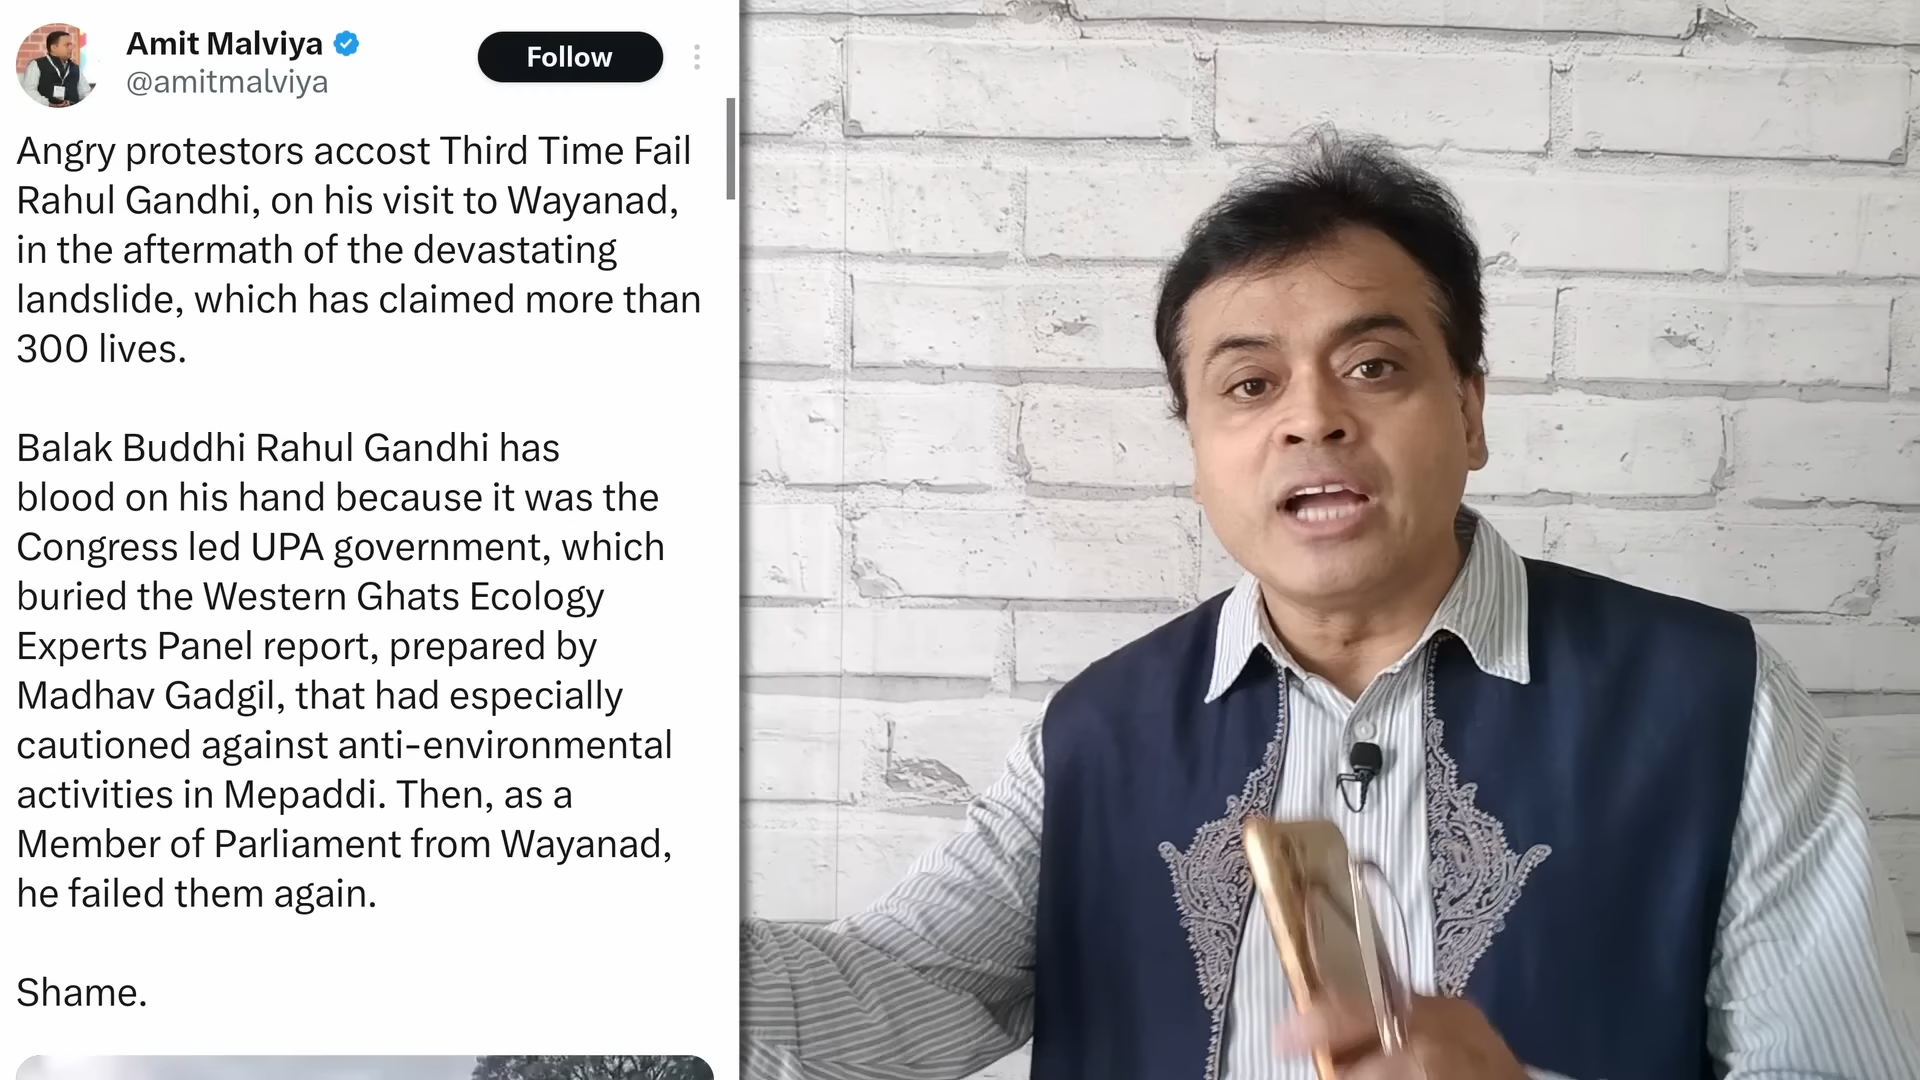 Amit Malviya
Follow
@amitmalviya
Angry protestors accost Third Time Fail
Rahul Gandhi, on his visit to Wayanad,
in the aftermath of the devastating
landslide, which has claimed more than
300 lives.
Balak Buddhi Rahul Gandhi has
blood on his hand because it was the
Congress led UPA government, which
buried the Western Ghats Ecology
Experts Panel report, prepared by
Madhav Gadgil, that had especially
cautioned against anti-environmental
activities in Mepaddi. Then, as a
Member of Parliament from Wayanad,
he failed them again.
Shame.